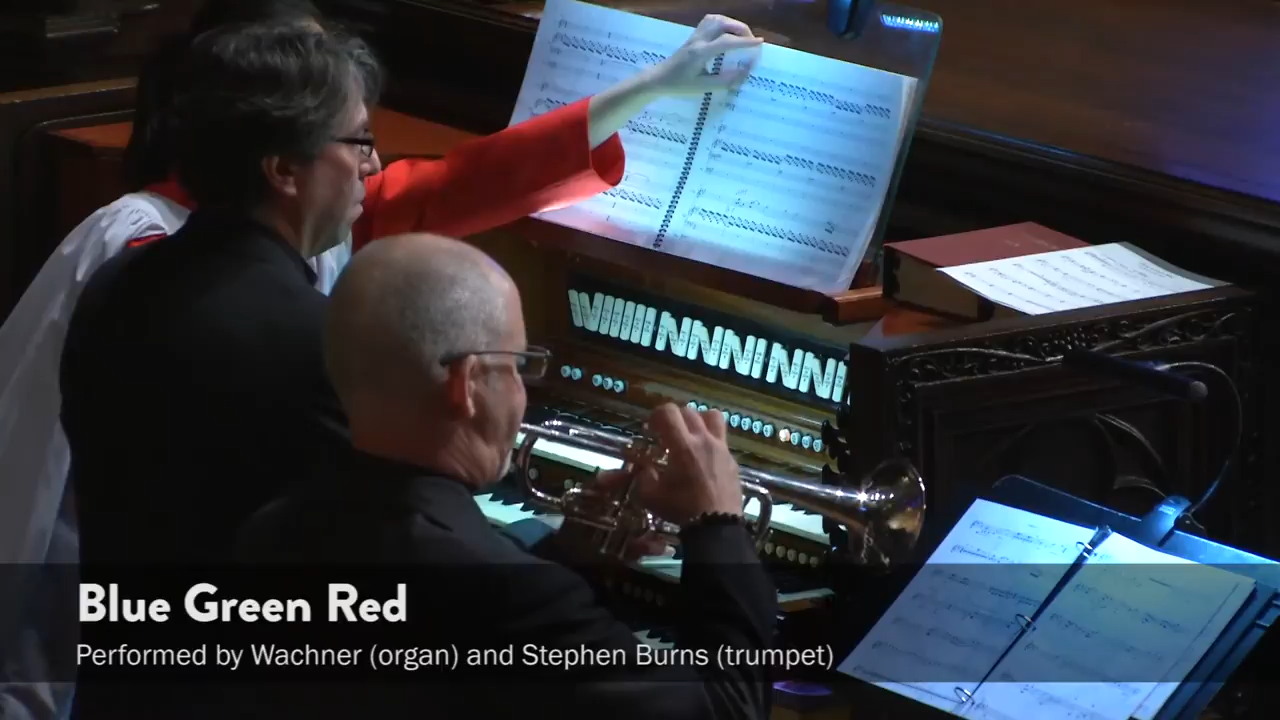 Blue Green Red
Performed by Wachner (organ) and Stephen Burns (trumpet)